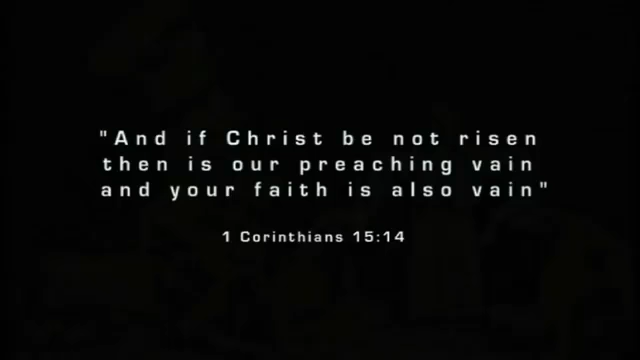 "And if Christ be not risen
then is our preaching vain
and your faith is also vain"
1 Corinthians 15:14